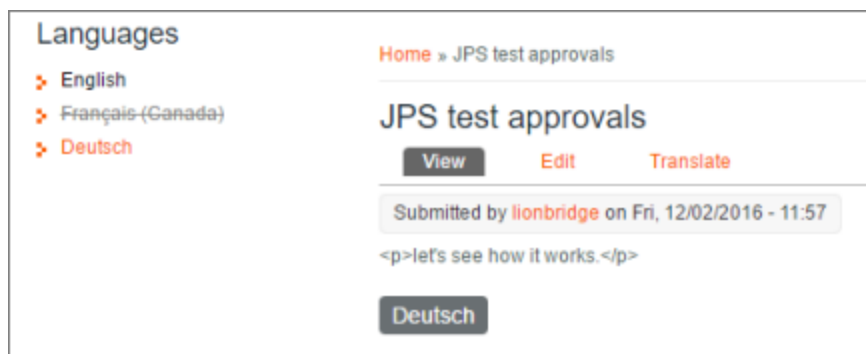 Languages
English
Français (Canada)
Deutsch
Home » JPS test approvals
JPS test approvals
View Edit Translate
Submitted by lionbridge on Fri, 12/02/2016 - 11:57
<p>let's see how it works.</p>
Deutsch